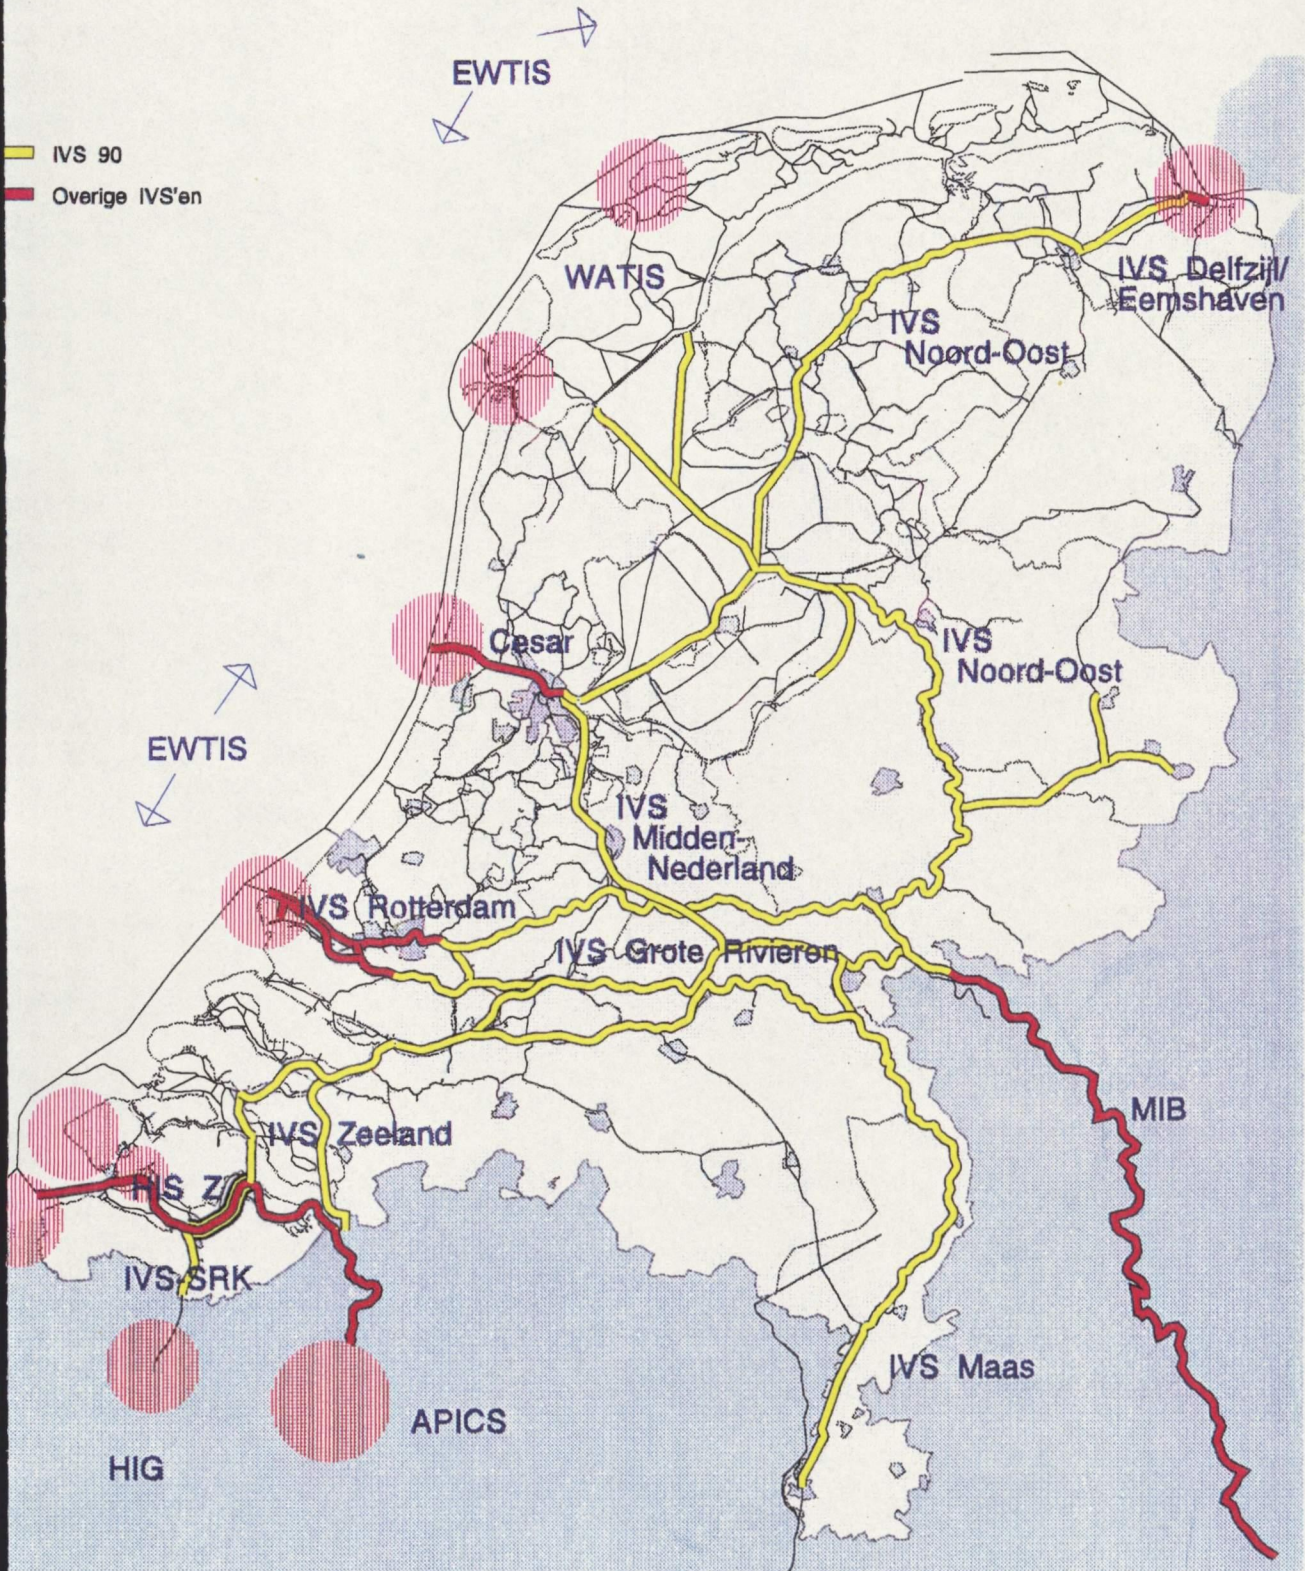 EWTIS
IVS 90
Overige IVS'en
WATIS
IVS Delfzijl/
Eemshaven
IVS
Noord-Oost
Cesar
IVS
Noord-Oost
EWTIS
IVS
Midden-
Nederland
IVS Rotterdam
IVS Grote Rivieren
MIB
IVS Zeeland
HIS Z
IVS-SRK
IVS Maas
APICS
HIG